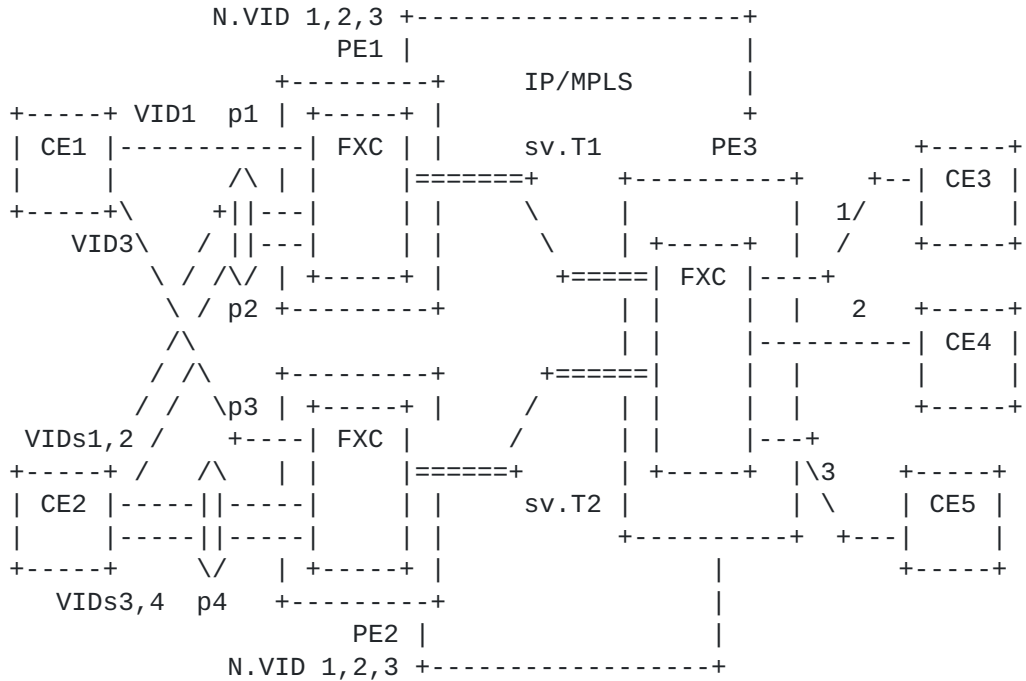 N.VID 1,2,3
PE1
IP/MPLS
VID1 p1
CE1 FXC sv.T1 PE3
CE3
1
VID3
FXC
p2 2
CE4
p3
VIDs1,2 FXC
3
CE2 sv.T2 CE5
VIDs3,4 p4
PE2
N.VID 1,2,3